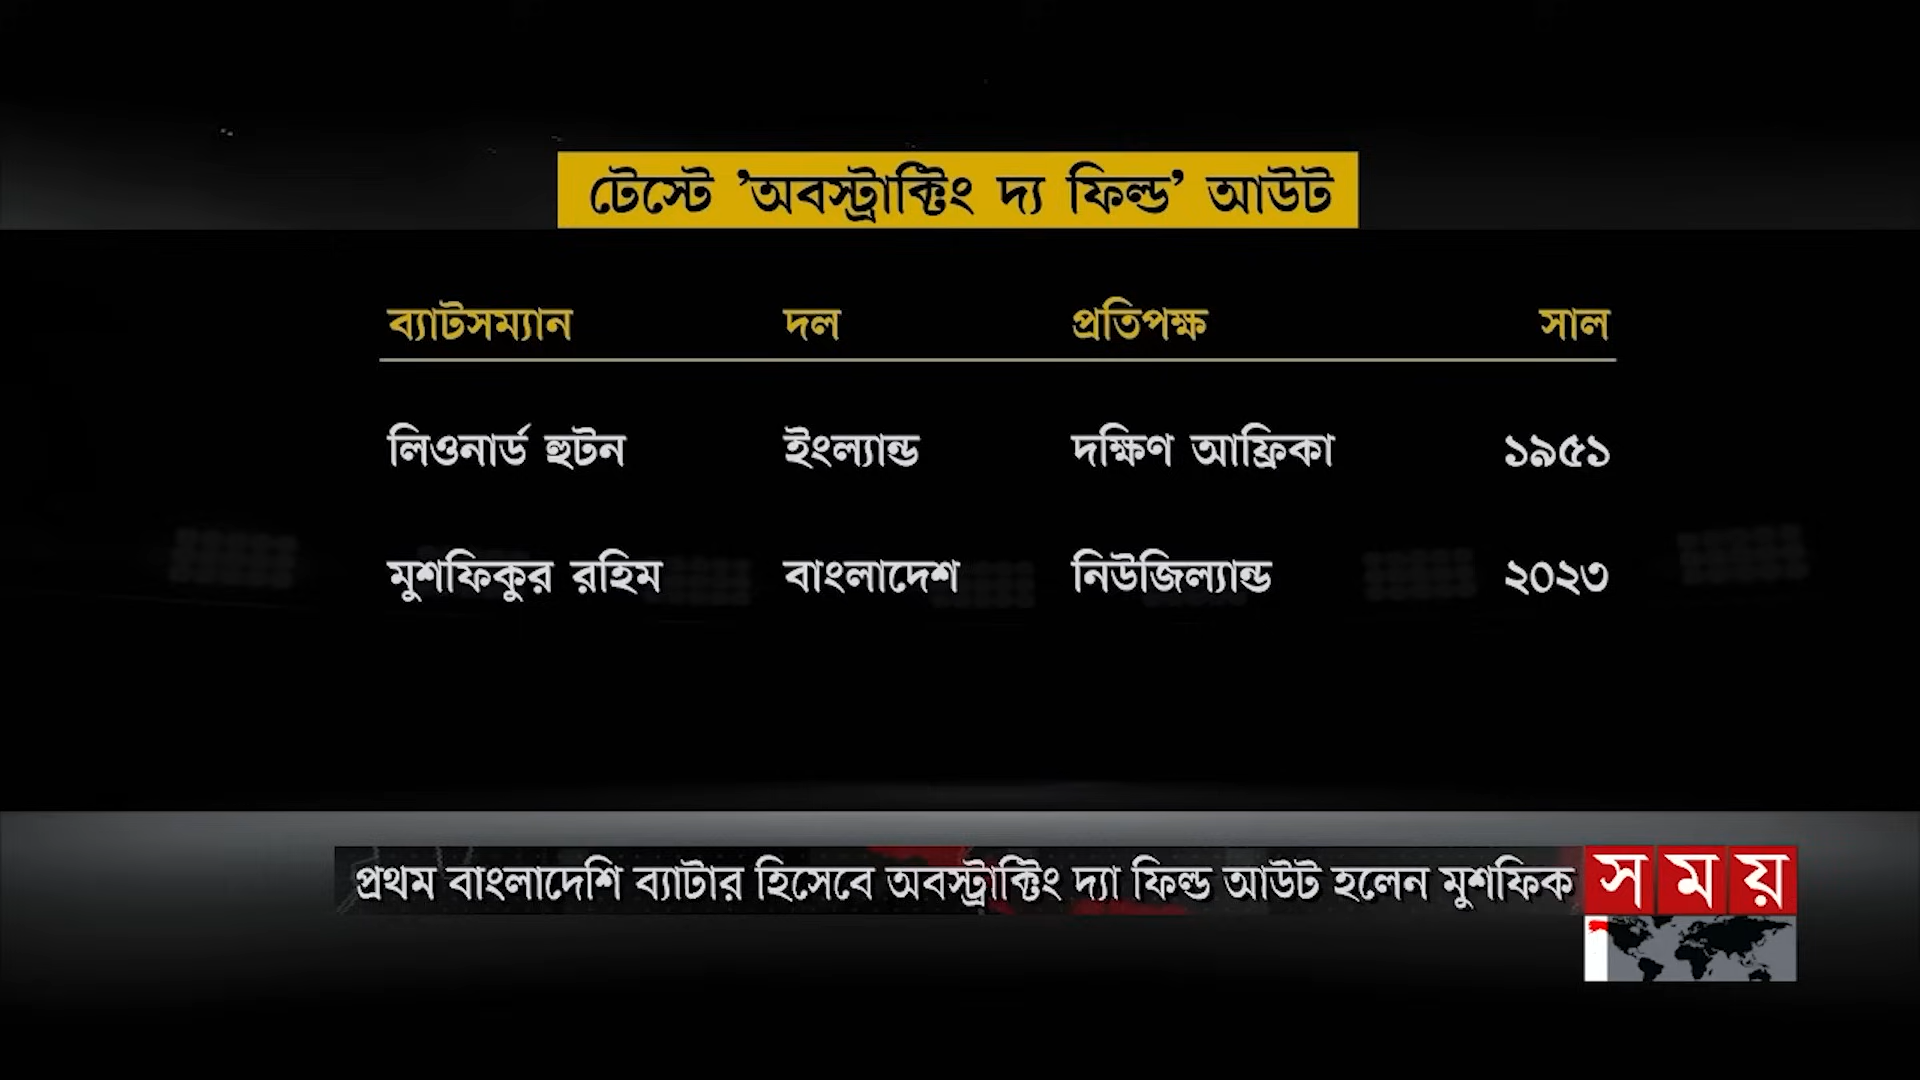 টেস্টে ’অবস্ট্রাক্টিং দ্য ফিল্ড’ আউট
ব্যাটসম্যান দল প্রতিপক্ষ সাল
লিওনার্ড হুটন ইংল্যান্ড দক্ষিণ আফ্রিকা ১৯৫১
মুশফিকুর রহিম বাংলাদেশ নিউজিল্যান্ড ২০২৩
প্রথম বাংলাদেশি ব্যাটার হিসেবে অবস্ট্রাক্টিং দ্যা ফিল্ড আউট হলেন মুশফিক
সময়